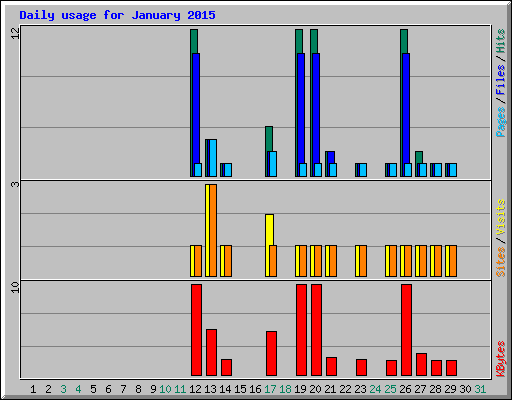 Daily usage for January 2015
12
3
10
Pages / Files / Hits
Sites / Visits
KBytes
1 2 3 4 5 6 7 8 9 10 11 12 13 14 15 16 17 18 19 20 21 22 23 24 25 26 27 28 29 30 31